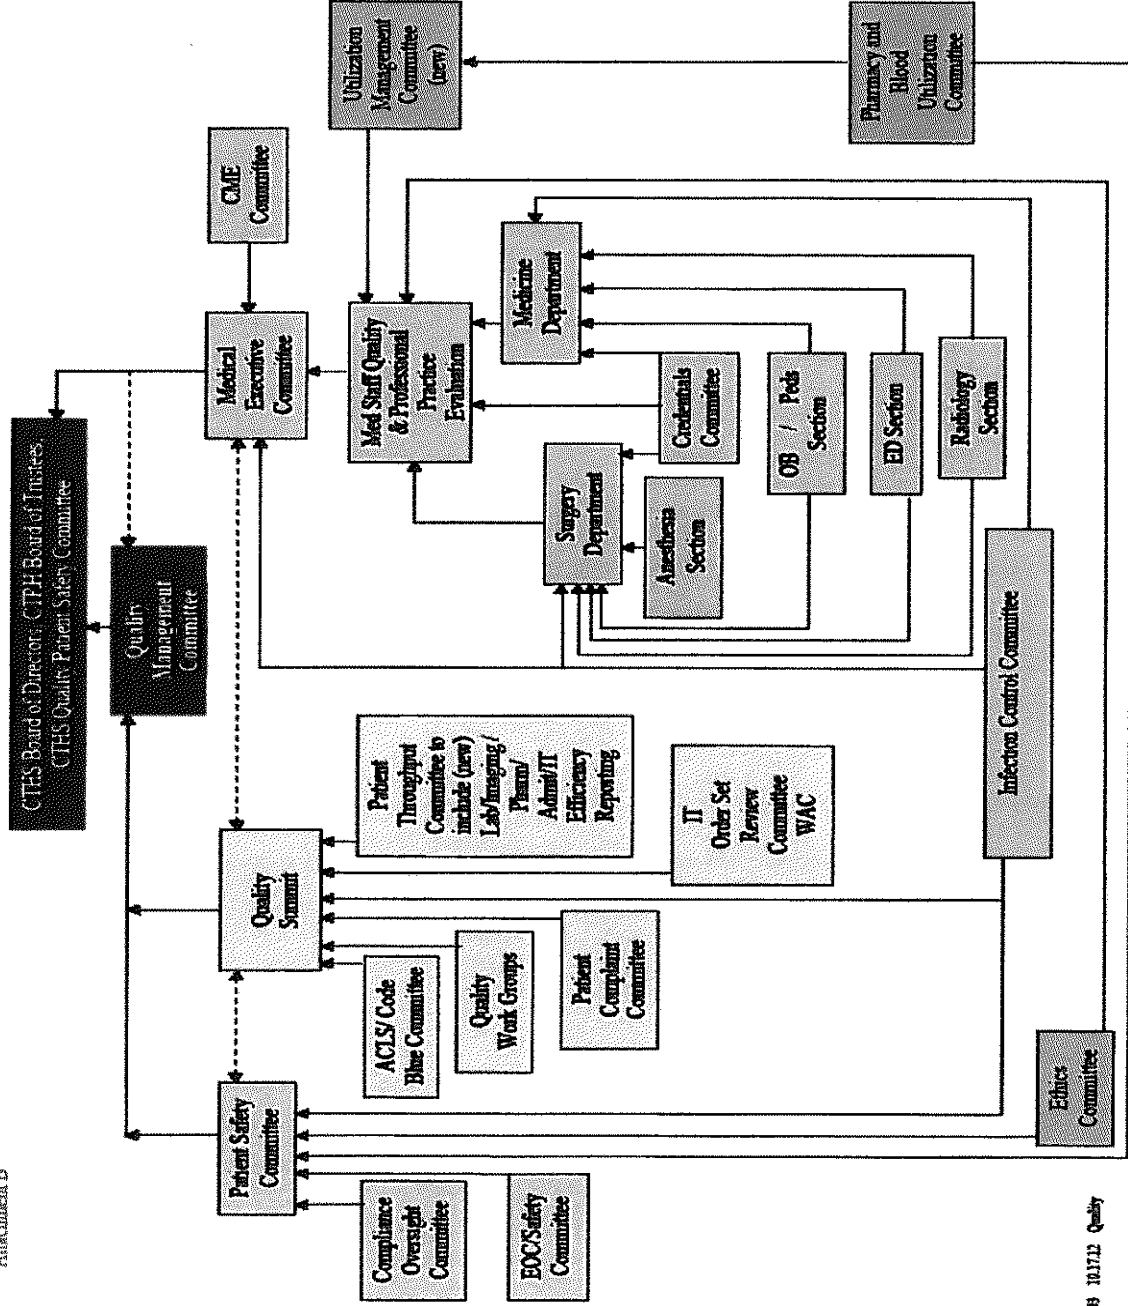 Attachment D
CTHS Board of Directors, CTH Board of Trustees,
CTHS Quality Patient Safety Committee
Quality
Management
Committee
Patient Safety
Committee
Quality
Summit
Medical
Executive
Committee
CME
Committee
Compliance
Oversight
Committee
EOC/Safety
Committee
ACLS/ Code
Blue Committee
Quality
Work Groups
Patient
Complaint
Committee
Patient
Throughput
Committee to
include (new)
Lab/Imaging /
Pharm/
Admit/IT
Efficiency
Reporting
IT
Order Set
Review
Committee
WAC
Med Staff Quality
& Professional
Practice
Evaluation
Utilization
Management
Committee
(new)
Surgery
Department
Medicine
Department
Anesthesia
Section
Credentials
Committee
OB / Peds
Section
ED Section
Radiology
Section
Pharmacy and
Blood
Utilization
Committee
Infection Control Committee
Ethics
Committee
10.17.12 Quality